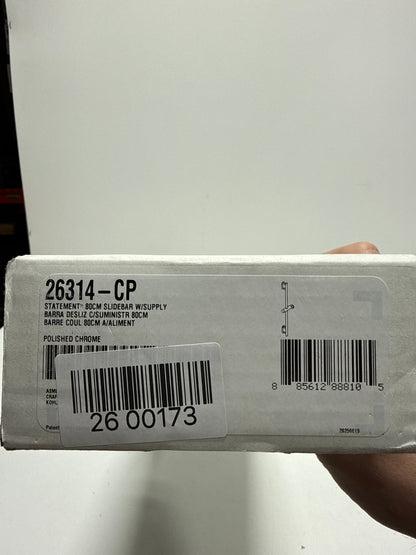 26314-CP
STATEMENT™ 80CM SLIDEBAR W/SUPPLY
BARRA DESLIZ C/SUMINISTR 80CM
BARRE COUL 80CM A/ALIMENT
POLISHED CHROME
8 85612 88810 5
26 00173